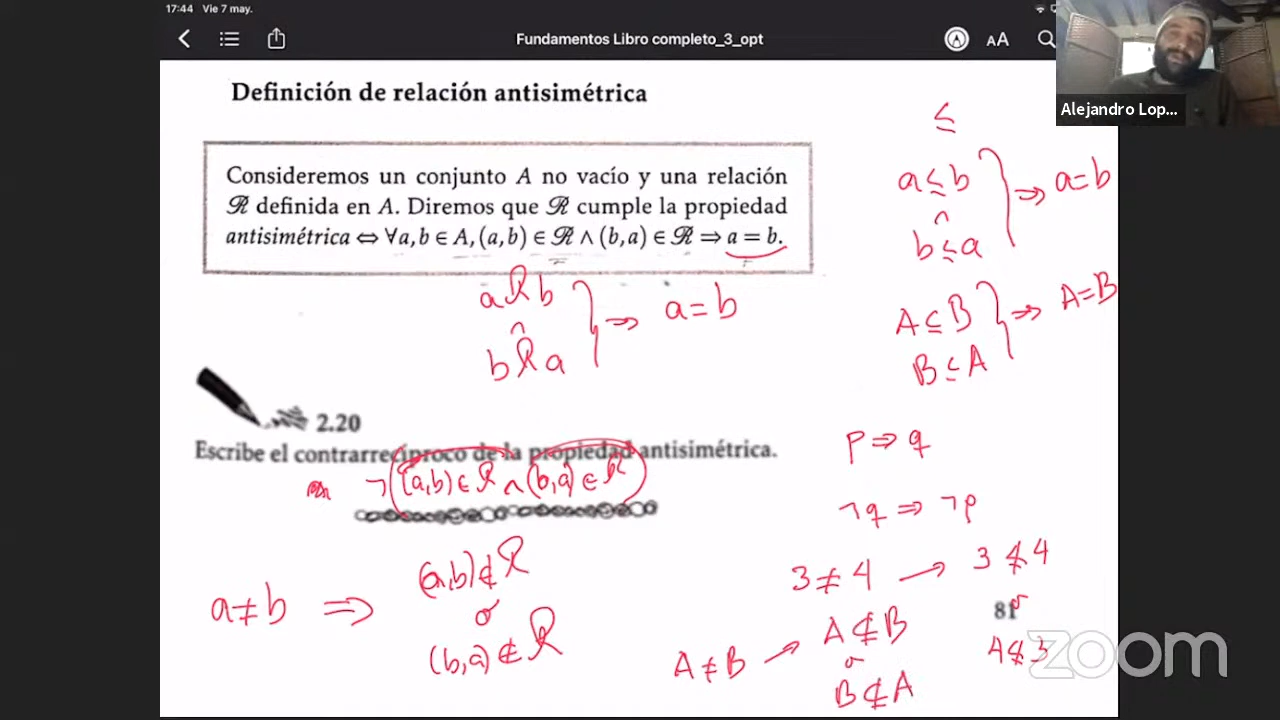 17:44 Vie 7 may.
Fundamentos Libro completo_3_opt
AA
Alejandro Lop...
Definición de relación antisimétrica
Consideremos un conjunto A no vacío y una relación
ℛ definida en A. Diremos que ℛ cumple la propiedad
antisimétrica ⇔ ∀a,b ∈ A,(a,b) ∈ ℛ ∧ (b,a) ∈ ℛ ⇒ a = b.
aℛb
∧
bℛa
⇒ a=b
≤
a≤b
∧
b≤a
⇒ a=b
A⊆B
B⊆A
⇒ A=B
2.20
Escribe el contrarrecíproco de la propiedad antisimétrica.
¬((a,b)∈ℛ ∧ (b,a)∈ℛ)
a≠b ⇒
(a,b)∉ℛ
o
(b,a)∉ℛ
p⇒q
¬q⇒¬p
3≠4 → 3≰4
o
4≰3
A≠B →
A⊈B
o
B⊈A
81
zoom